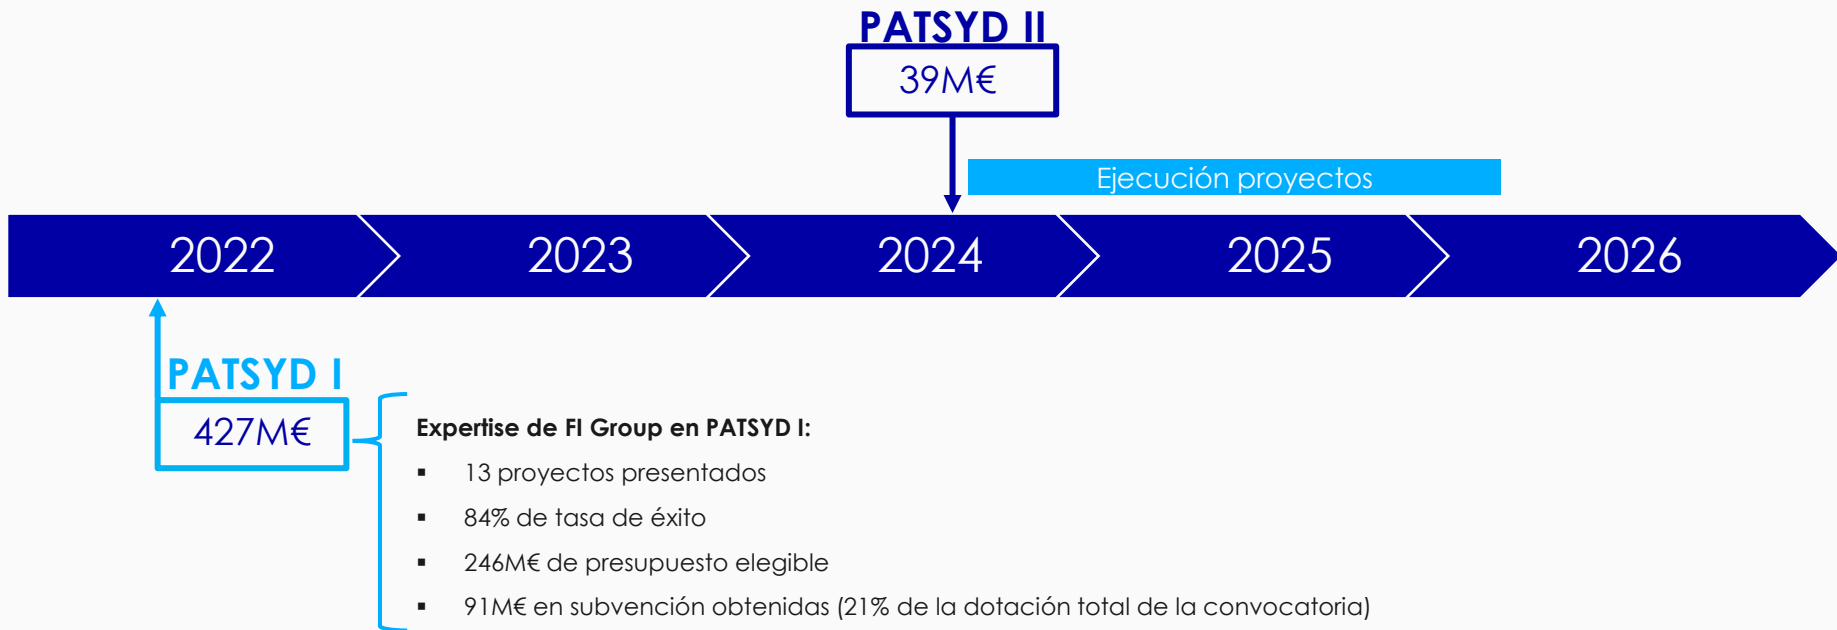 PATSYD II
39M€
Ejecución proyectos
2022
2023
2024
2025
2026
PATSYD I
427M€
Expertise de FI Group en PATSYD I:
▪ 13 proyectos presentados
▪ 84% de tasa de éxito
▪ 246M€ de presupuesto elegible
▪ 91M€ en subvención obtenidas (21% de la dotación total de la convocatoria)